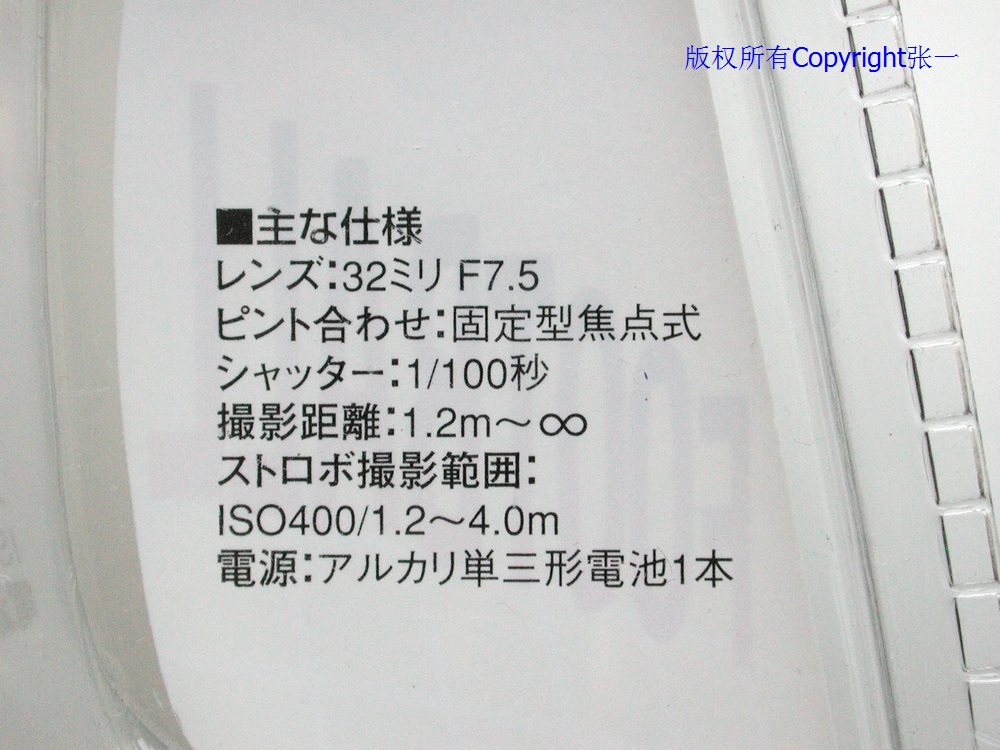 版权所有Copyright张一
■主な仕様
レンズ:32ミリ F7.5
ピント合わせ:固定型焦点式
シャッター:1/100秒
撮影距離:1.2m～∞
ストロボ撮影範囲:
ISO400/1.2～4.0m
電源:アルカリ単三形電池1本